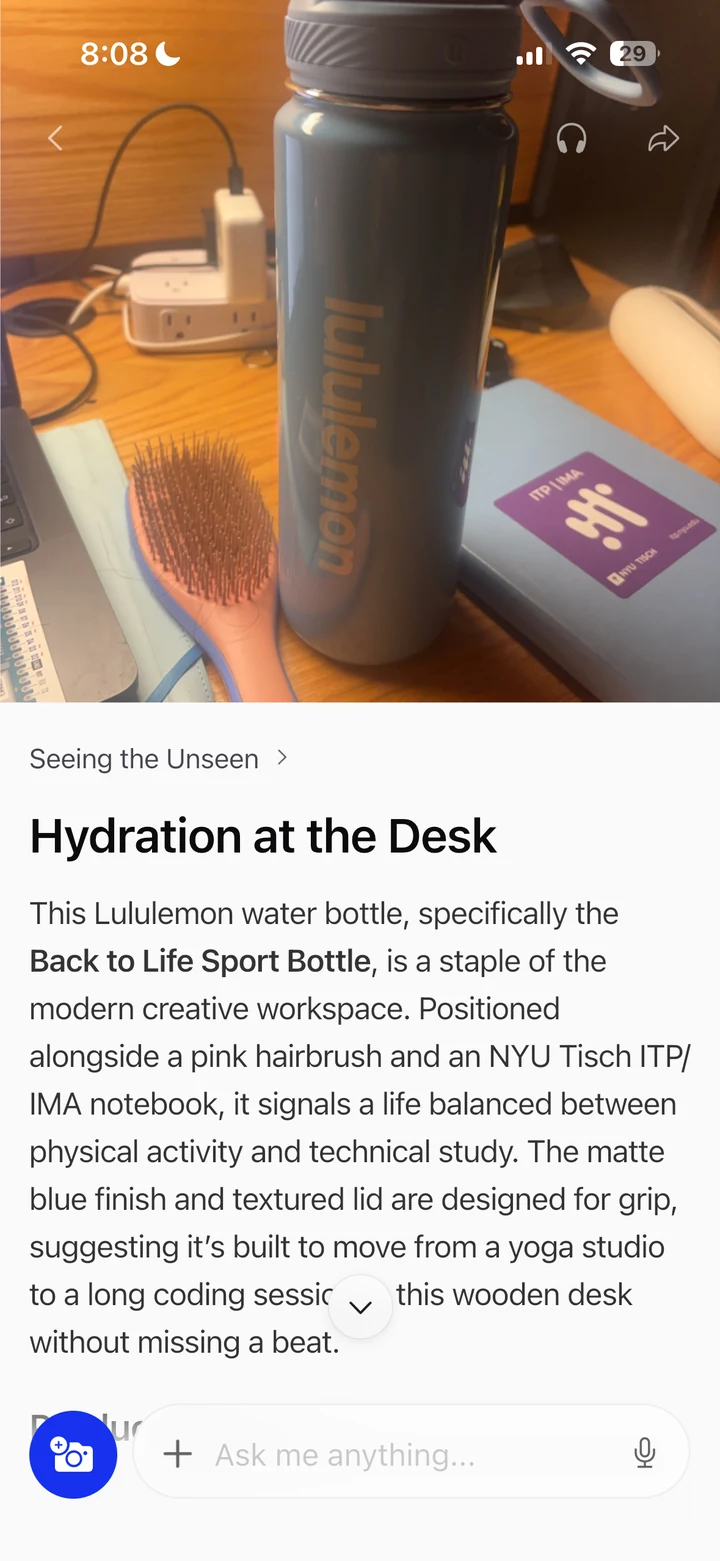 8:08
29
lululemon
ITP | IMA
NYU TISCH
itp.nyu.edu
Seeing the Unseen
Hydration at the Desk
This Lululemon water bottle, specifically the
Back to Life Sport Bottle, is a staple of the
modern creative workspace. Positioned
alongside a pink hairbrush and an NYU Tisch ITP/
IMA notebook, it signals a life balanced between
physical activity and technical study. The matte
blue finish and textured lid are designed for grip,
suggesting it’s built to move from a yoga studio
to a long coding this wooden desk
without missing a beat.
Ask me anything...